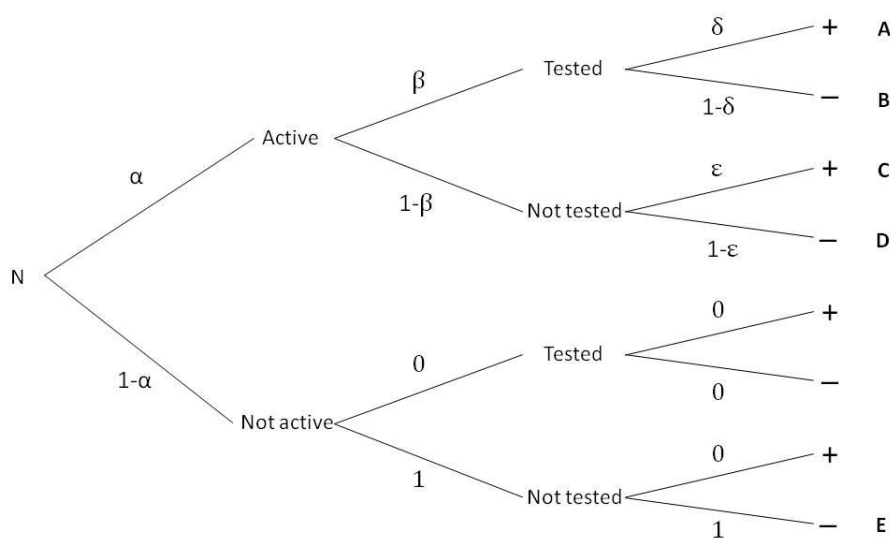 δ + A
β Tested
1-δ − B
Active
α ε + C
1-β Not tested
1-ε − D
N
0 +
0 Tested
1-α 0 −
Not active
0 +
1 Not tested
1 − E